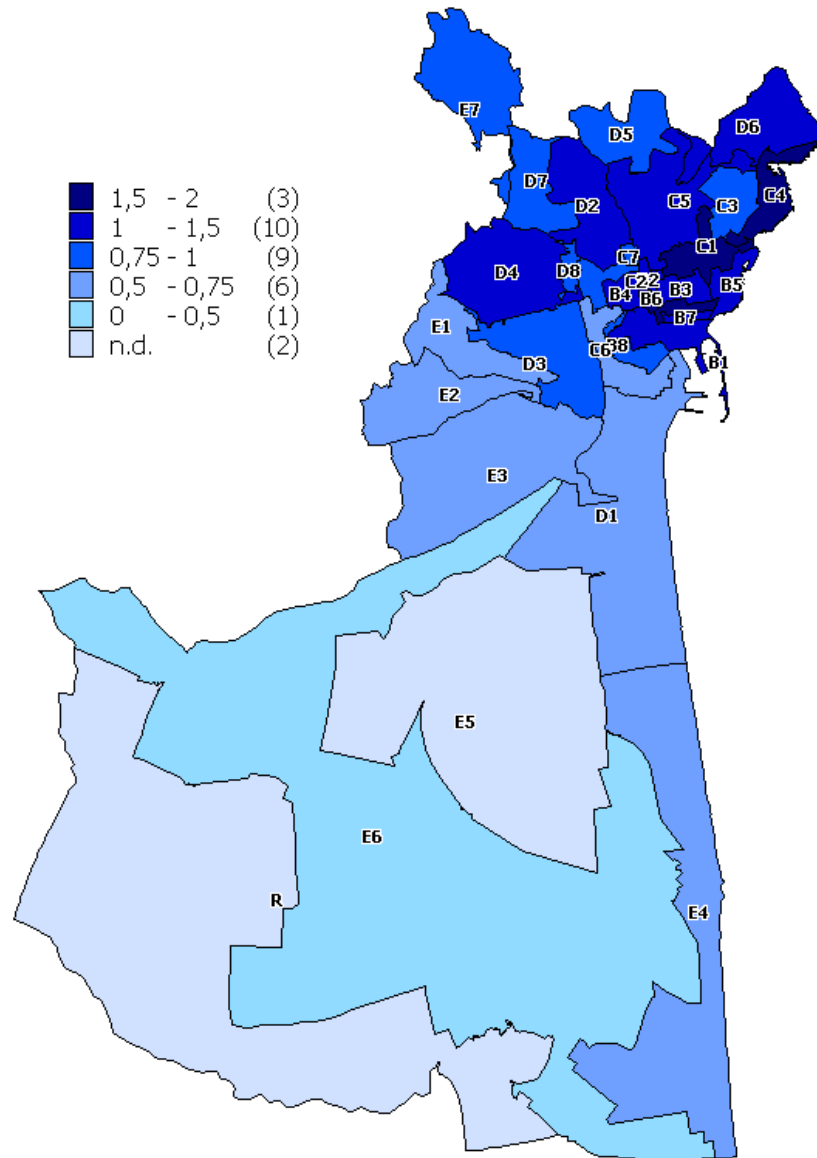 E7
D5
D6
D7
D2
C5
C3
C4
1,5 - 2 (3)
1 - 1,5 (10)
0,75 - 1 (9)
0,5 - 0,75 (6)
0 - 0,5 (1)
n.d. (2)
C1
C7
D4
D8
B4
B6
B3
B5
B7
E1
C6
B1
D3
E2
E3
D1
E5
E6
R
E4